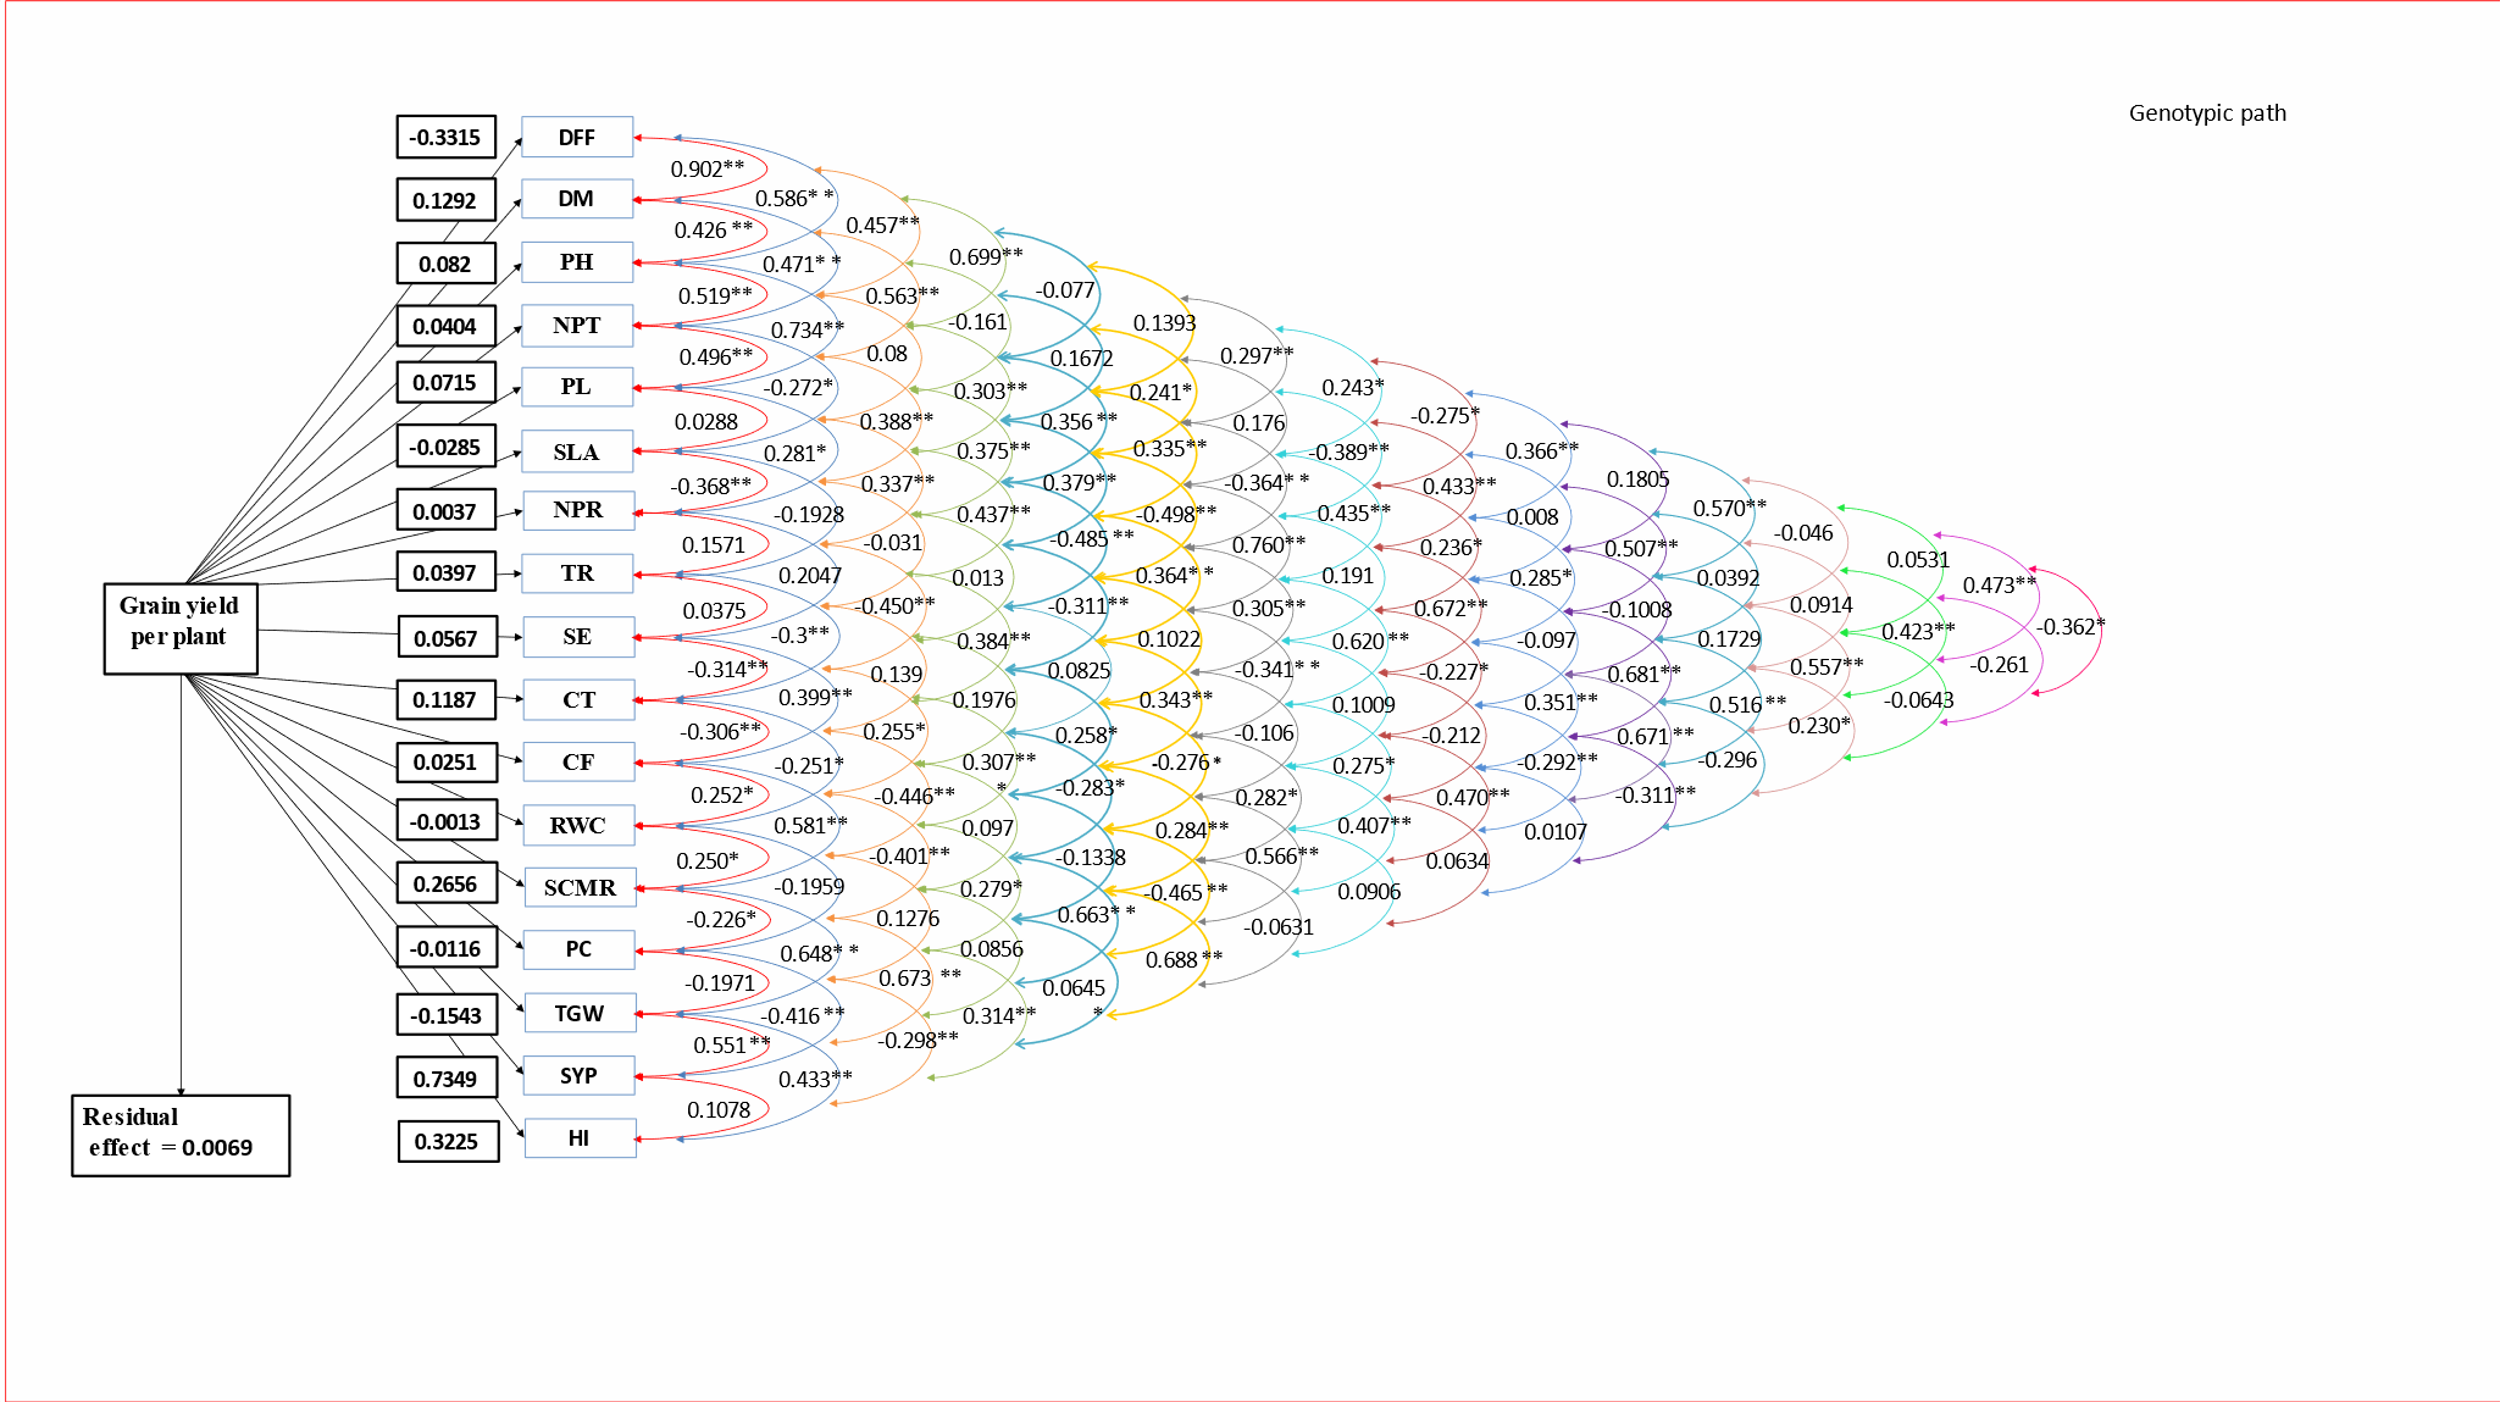 Genotypic path
-0.3315 DFF
0.902**
0.1292 DM 0.586* *
0.457**
0.426 **
0.082 PH 0.471* *
0.699**
0.519** 0.563** -0.077
0.0404 NPT 0.734** -0.161 0.1393
0.496** 0.08 0.1672 0.297**
0.0715 PL -0.272* 0.303** 0.241* 0.243*
0.0288 0.388** 0.356 ** 0.176 -0.275*
-0.0285 SLA 0.281* 0.375** 0.335** -0.389** 0.366**
-0.368** 0.337** 0.379** -0.364* * 0.433** 0.1805
0.0037 NPR -0.1928 0.437** -0.498** 0.435** 0.008 0.570**
0.1571 -0.031 -0.485 ** 0.760** 0.236* 0.507** -0.046
0.0397 TR 0.2047 0.013 0.364* * 0.191 0.285* 0.0392 0.0531
0.0375 -0.450** -0.311** 0.305** 0.672** -0.1008 0.0914 0.473**
Grain yield
per plant
0.0567 SE -0.3** 0.384** 0.1022 0.620 ** -0.097 0.1729 0.423** -0.362*
-0.314** 0.139 0.0825 -0.341* * -0.227* 0.681** 0.557** -0.261
0.1187 CT 0.399** 0.1976 0.343** 0.1009 0.351** 0.516 ** -0.0643
-0.306** 0.255* 0.258* -0.106 -0.212 0.671** 0.230*
0.0251 CF -0.251* 0.307** -0.276 * 0.275* -0.292** -0.296
0.252* -0.446** * -0.283* 0.282* 0.470** -0.311**
-0.0013 RWC 0.581** 0.097 0.284** 0.407** 0.0107
0.250* -0.401** -0.1338 0.566** 0.0634
0.2656 SCMR -0.1959 0.279* -0.465 ** 0.0906
-0.226* 0.1276 0.663* * -0.0631
-0.0116 PC 0.648* * 0.0856 0.688 **
-0.1971 0.673 ** 0.0645
-0.1543 TGW -0.416 ** 0.314** *
0.551** -0.298**
0.7349 SYP 0.433**
0.1078
0.3225 HI
Residual
effect = 0.0069